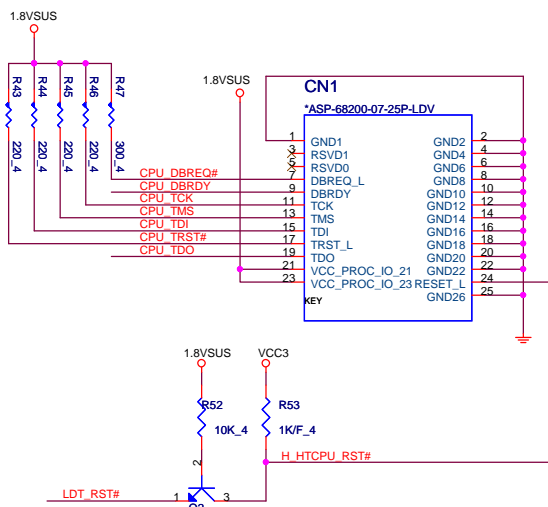 1.8VSUS
R43
R44
R45
R46
R47
220_4
220_4
220_4
220_4
300_4
1.8VSUS
CN1
*ASP-68200-07-25P-LDV
CPU_DBREQ#
CPU_DBRDY
CPU_TCK
CPU_TMS
CPU_TDI
CPU_TRST#
CPU_TDO
1 GND1 GND2 2
3 RSVD1 GND4 4
5 RSVD0 GND6 6
7 DBREQ_L GND8 8
9 DBRDY GND10 10
11 TCK GND12 12
13 TMS GND14 14
15 TDI GND16 16
17 TRST_L GND18 18
19 TDO GND20 20
21 VCC_PROC_IO_21 GND22 22
23 VCC_PROC_IO_23 RESET_L 24
GND26 25
KEY
1.8VSUS
VCC3
R52
10K_4
R53
1K/F_4
H_HTCPU_RST#
2
LDT_RST#
1
3